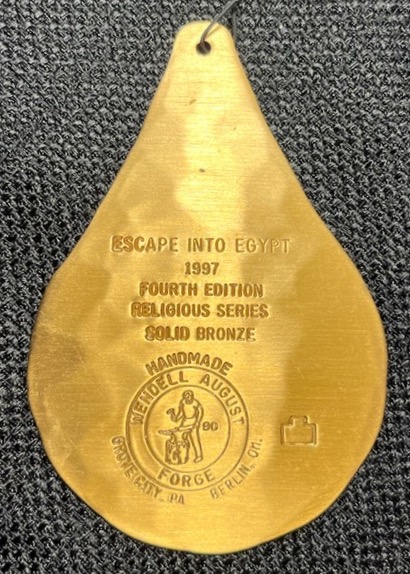 ESCAPE INTO EGYPT
1997
FOURTH EDITION
RELIGIOUS SERIES
SOLID BRONZE
HANDMADE
WENDELL AUGUST
FORGE
GROVE CITY, PA BERLIN, OH.